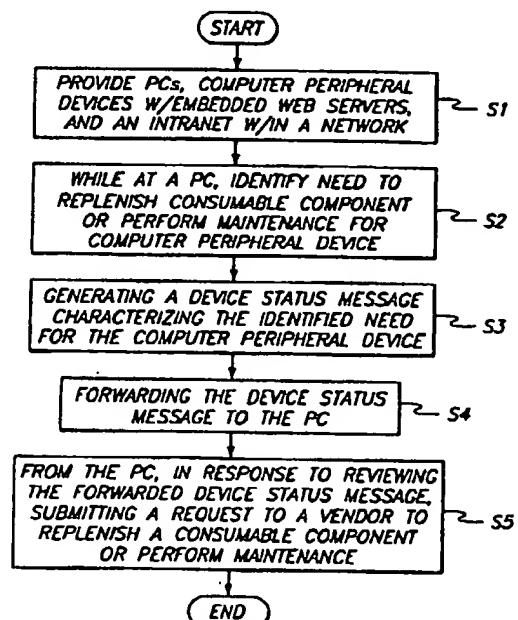 START
PROVIDE PCs, COMPUTER PERIPHERAL
DEVICES W/EMBEDDED WEB SERVERS,
AND AN INTRANET W/IN A NETWORK
S1
WHILE AT A PC, IDENTIFY NEED TO
REPLENISH CONSUMABLE COMPONENT
OR PERFORM MAINTENANCE FOR
COMPUTER PERIPHERAL DEVICE
S2
GENERATING A DEVICE STATUS MESSAGE
CHARACTERIZING THE IDENTIFIED NEED
FOR THE COMPUTER PERIPHERAL DEVICE
S3
FORWARDING THE DEVICE STATUS
MESSAGE TO THE PC
S4
FROM THE PC, IN RESPONSE TO REVIEWING
THE FORWARDED DEVICE STATUS MESSAGE,
SUBMITTING A REQUEST TO A VENDOR TO
REPLENISH A CONSUMABLE COMPONENT
OR PERFORM MAINTENANCE
S5
END